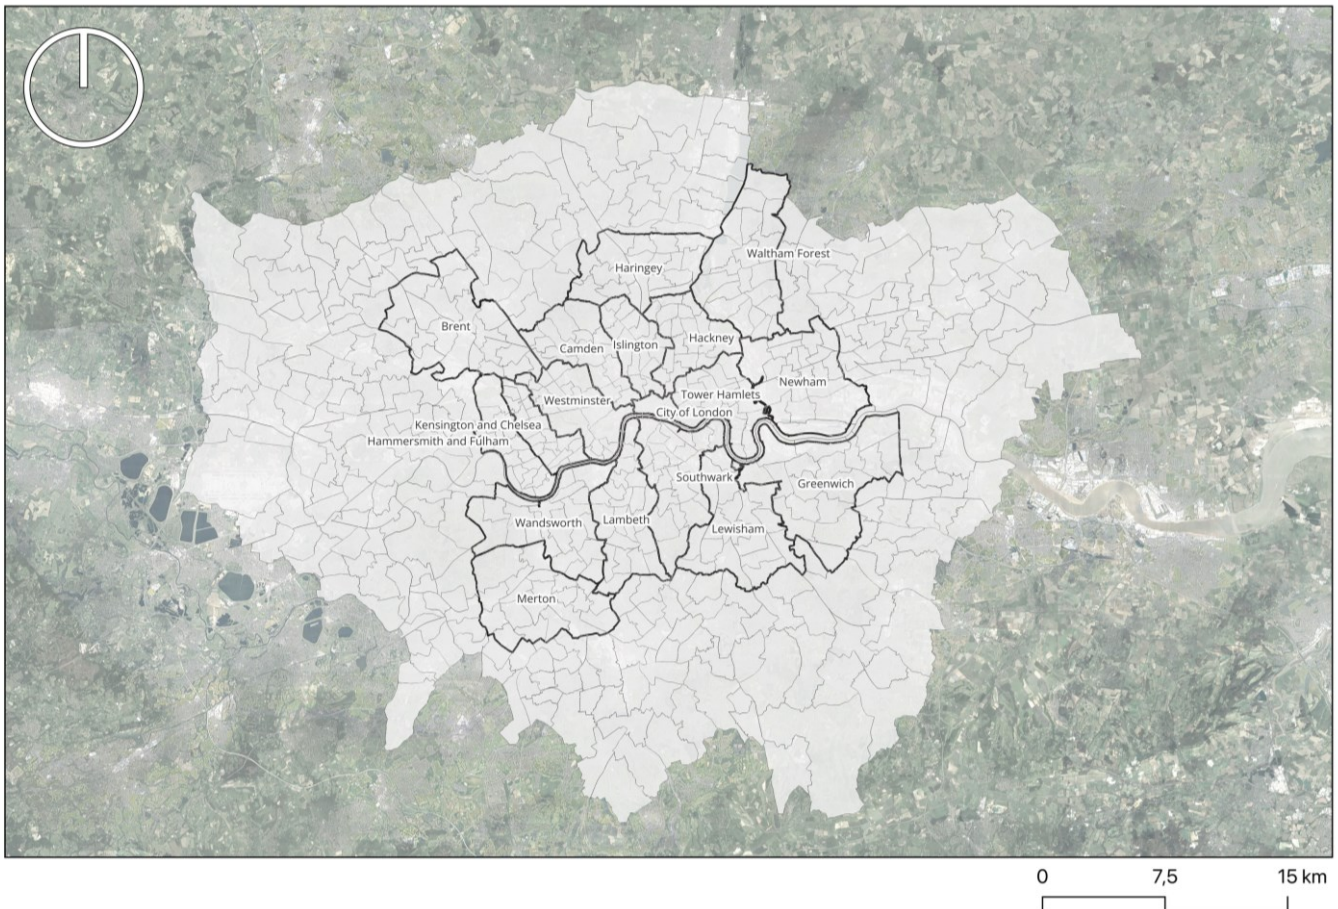 Waltham Forest
Haringey
Brent
Camden
Islington
Hackney
Newham
Westminster
Tower Hamlets
City of London
Kensington and Chelsea
Hammersmith and Fulham
Southwark
Greenwich
Wandsworth
Lambeth
Lewisham
Merton
0 7,5 15 km